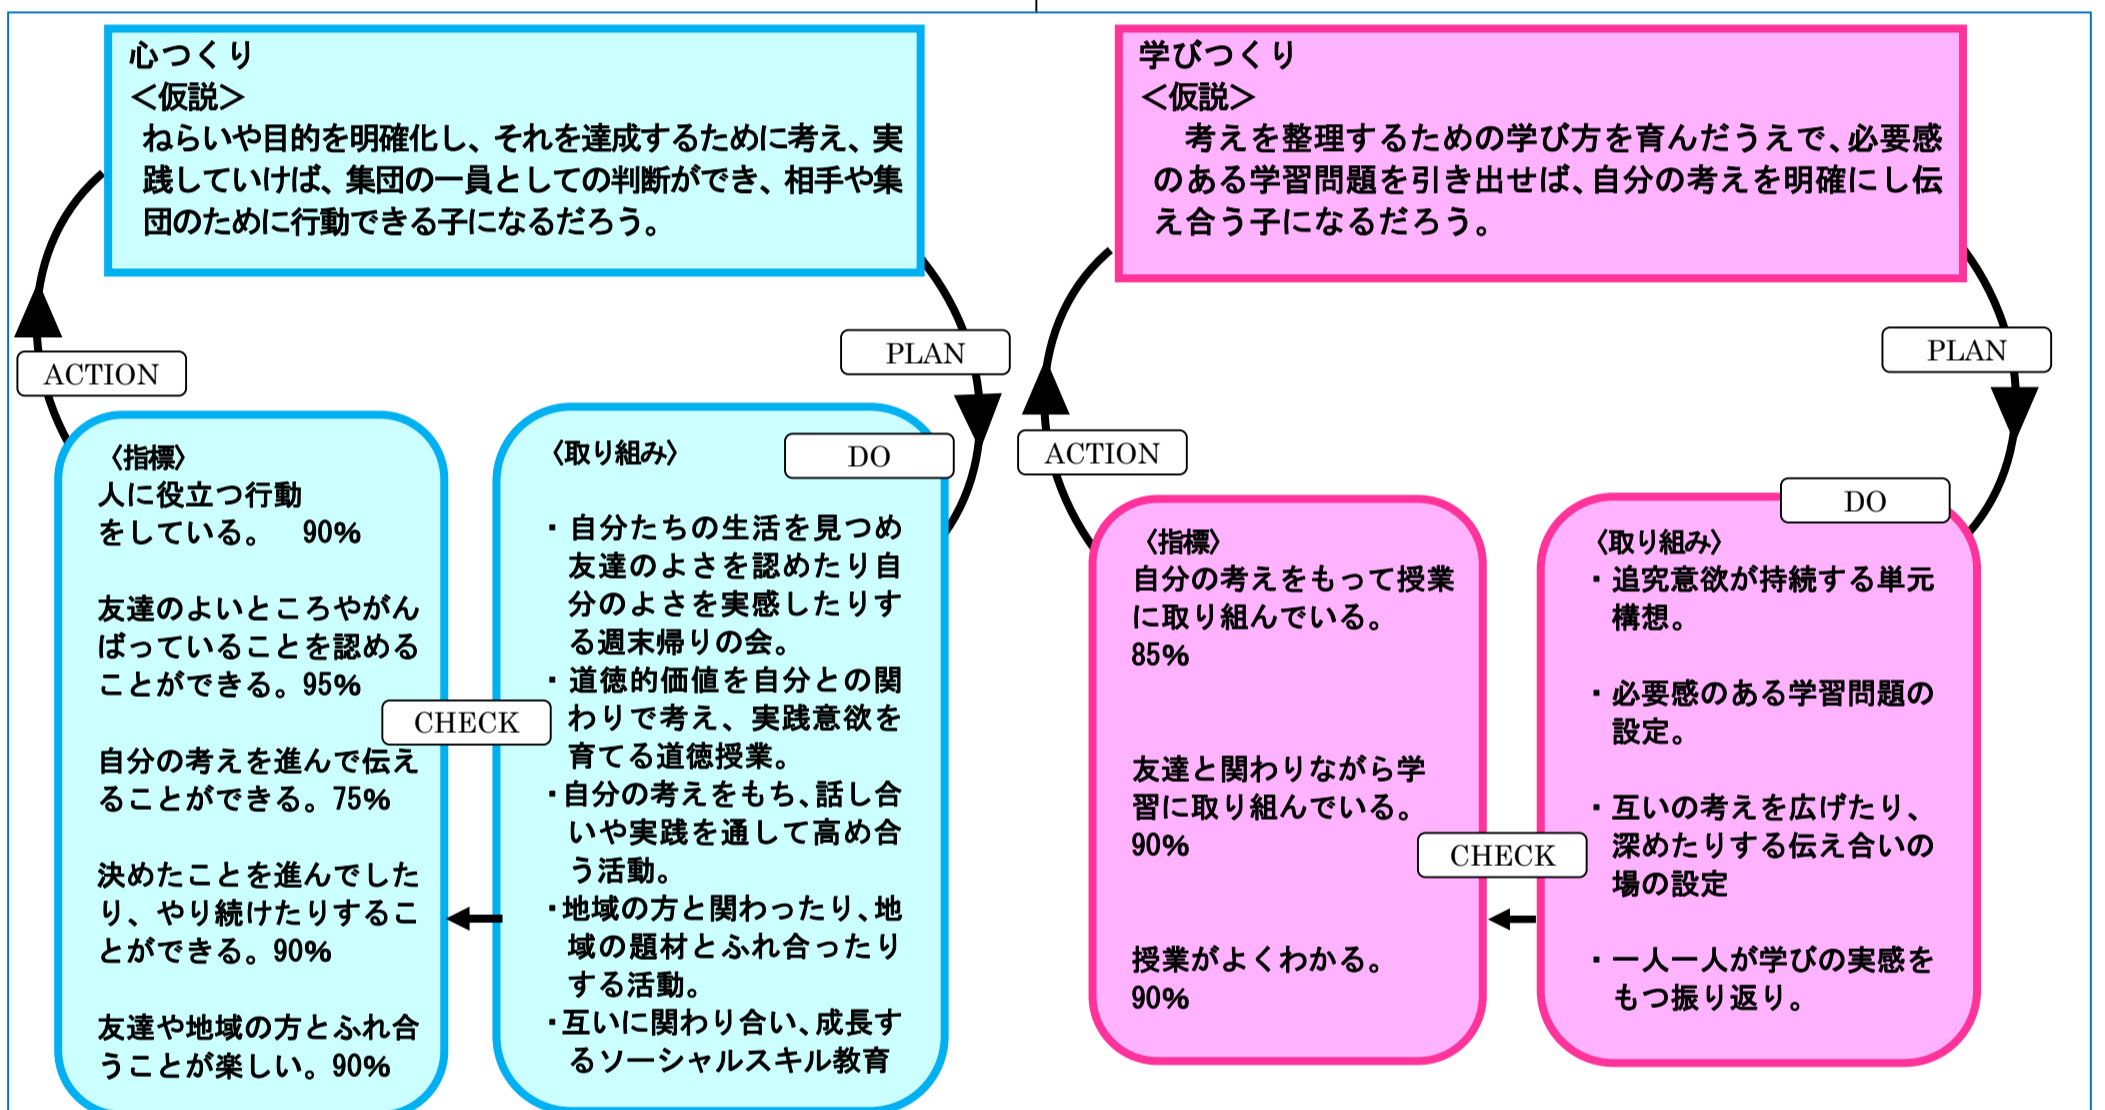 心つくり
＜仮説＞
ねらいや目的を明確化し、それを達成するために考え、実
践していけば、集団の一員としての判断ができ、相手や集
団のために行動できる子になるだろう。
PLAN
ACTION
〈指標〉
人に役立つ行動
をしている。　90%
友達のよいところやがん
ばっていることを認める
ことができる。95%
自分の考えを進んで伝え
ることができる。75%
決めたことを進んでした
り、やり続けたりするこ
とができる。90%
友達や地域の方とふれ合
うことが楽しい。90%
CHECK
DO
〈取り組み〉
・自分たちの生活を見つめ
友達のよさを認めたり自
分のよさを実感したりす
る週末帰りの会。
・道徳的価値を自分との関
わりで考え、実践意欲を
育てる道徳授業。
・自分の考えをもち、話し合
いや実践を通して高め合
う活動。
・地域の方と関わったり、地
域の題材とふれ合ったり
する活動。
・互いに関わり合い、成長す
るソーシャルスキル教育
学びつくり
＜仮説＞
考えを整理するための学び方を育んだうえで、必要感
のある学習問題を引き出せば、自分の考えを明確にし伝
え合う子になるだろう。
PLAN
ACTION
〈指標〉
自分の考えをもって授業
に取り組んでいる。
85%
友達と関わりながら学
習に取り組んでいる。
90%
授業がよくわかる。
90%
CHECK
DO
〈取り組み〉
・追究意欲が持続する単元
構想。
・必要感のある学習問題の
設定。
・互いの考えを広げたり、
深めたりする伝え合いの
場の設定
・一人一人が学びの実感を
もつ振り返り。